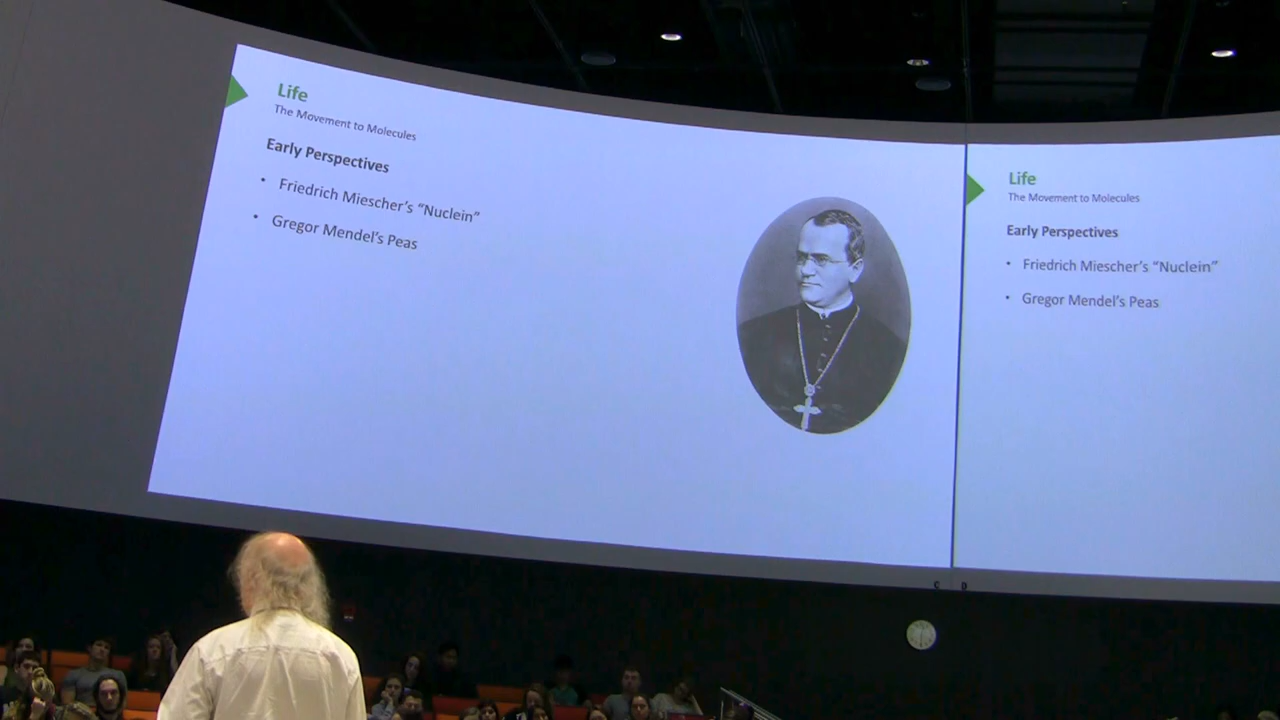 Life
The Movement to Molecules
Early Perspectives
• Friedrich Miescher's "Nuclein"
• Gregor Mendel's Peas
Life
The Movement to Molecules
Early Perspectives
• Friedrich Miescher's "Nuclein"
• Gregor Mendel's Peas
C D